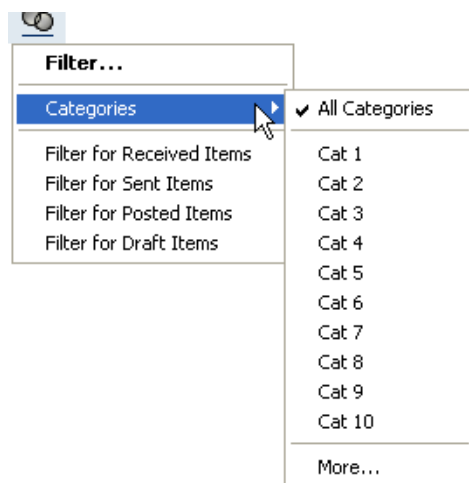 Filter...
Categories
Filter for Received Items
Filter for Sent Items
Filter for Posted Items
Filter for Draft Items
All Categories
Cat 1
Cat 2
Cat 3
Cat 4
Cat 5
Cat 6
Cat 7
Cat 8
Cat 9
Cat 10
More...